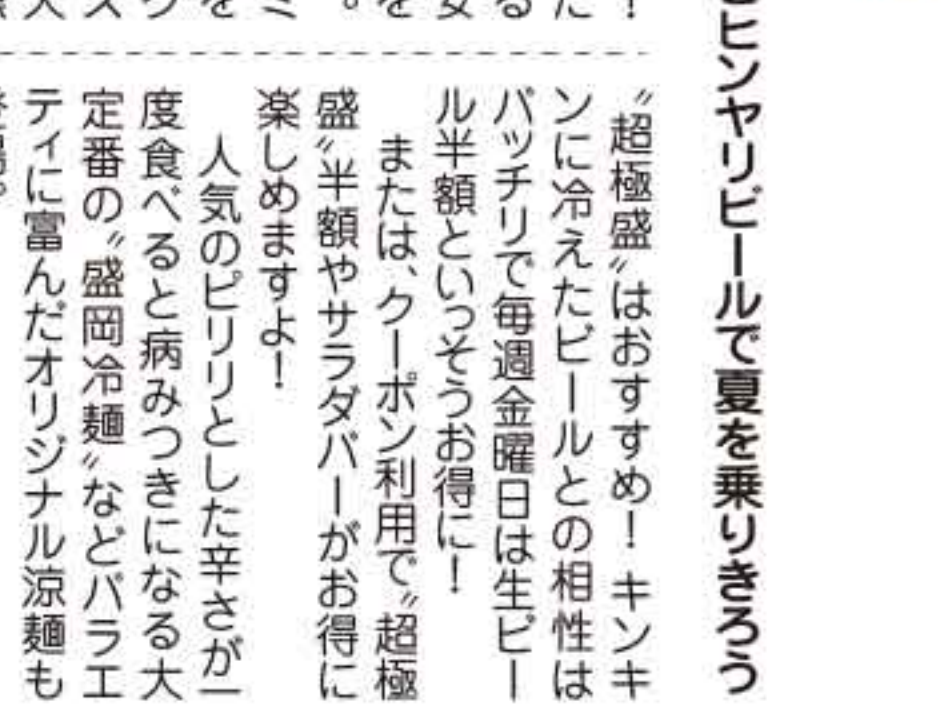 ヒンヤリビールで夏を乗りきろう
〝超極盛〟はおすすめ！ キンキ
ンに冷えたビールとの相性は
バッチリで毎週金曜日は生ビー
ル半額といっそうお得に！
または、クーポン利用で〝超極
盛〟半額やサラダバーがお得に
楽しめますよ！
人気のピリリとした辛さが一
度食べると病みつきになる大
定番の〝盛岡冷麺〟などバラエ
ティに富んだオリジナル涼麺も